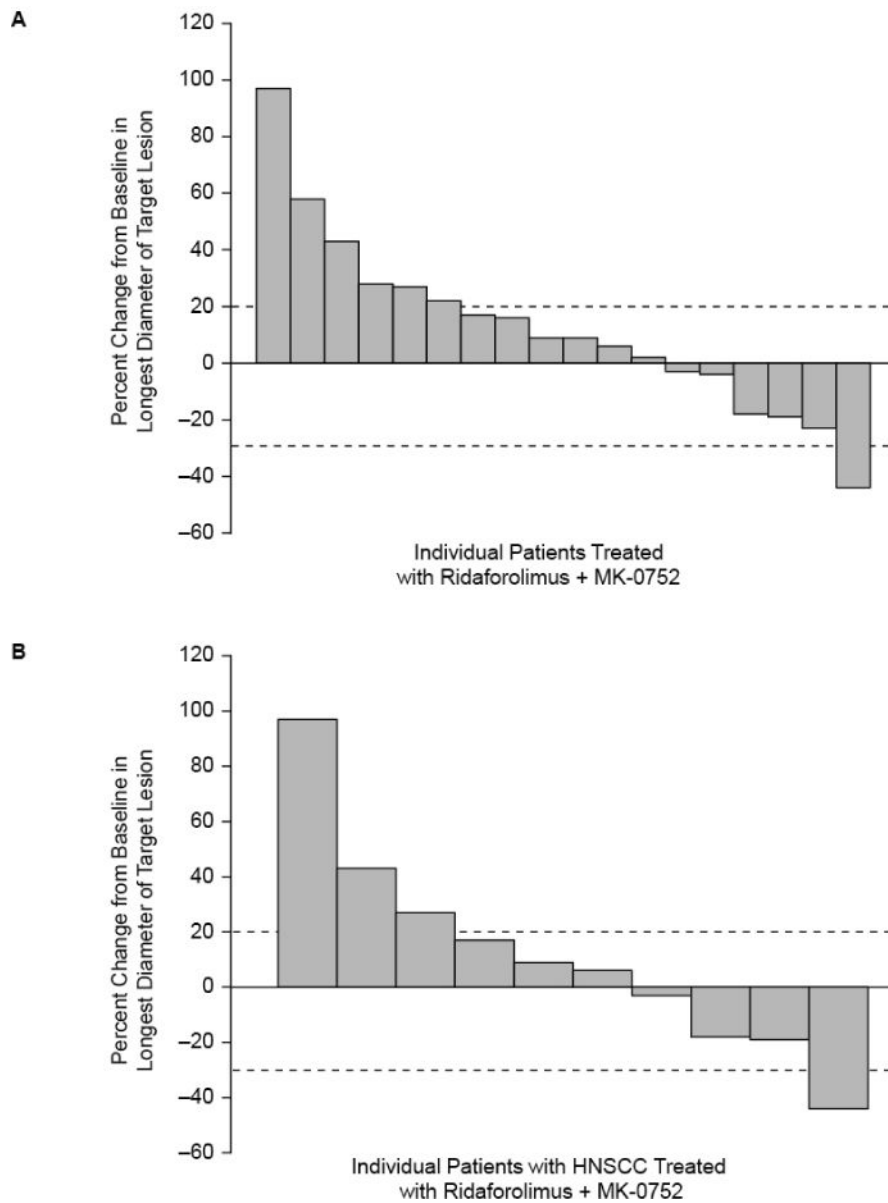 A
Percent Change from Baseline in
Longest Diameter of Target Lesion
120
100
80
60
40
20
0
–20
–40
–60
Individual Patients Treated
with Ridaforolimus + MK-0752
B
Percent Change from Baseline in
Longest Diameter of Target Lesion
120
100
80
60
40
20
0
–20
–40
–60
Individual Patients with HNSCC Treated
with Ridaforolimus + MK-0752